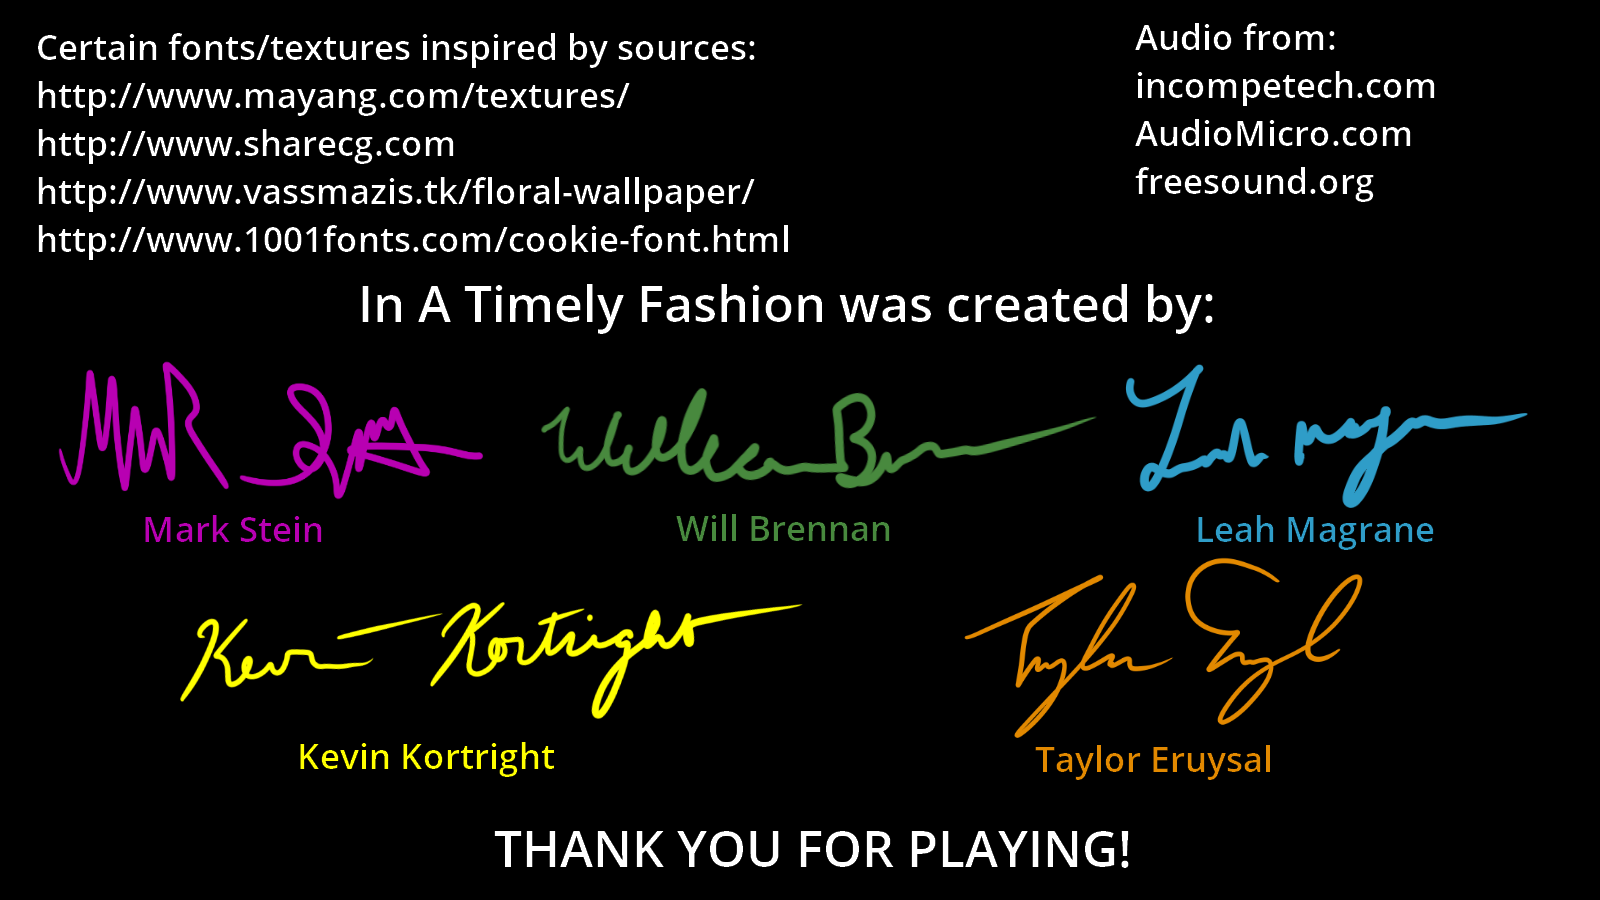 Certain fonts/textures inspired by sources:
http://www.mayang.com/textures/
http://www.sharecg.com
http://www.vassmazis.tk/floral-wallpaper/
http://www.1001fonts.com/cookie-font.html
Audio from:
incompetech.com
AudioMicro.com
freesound.org
In A Timely Fashion was created by:
Mark Stein
Will Brennan
Leah Magrane
Kevin Kortright
Kevin Kortright
Taylor Eruysal
THANK YOU FOR PLAYING!